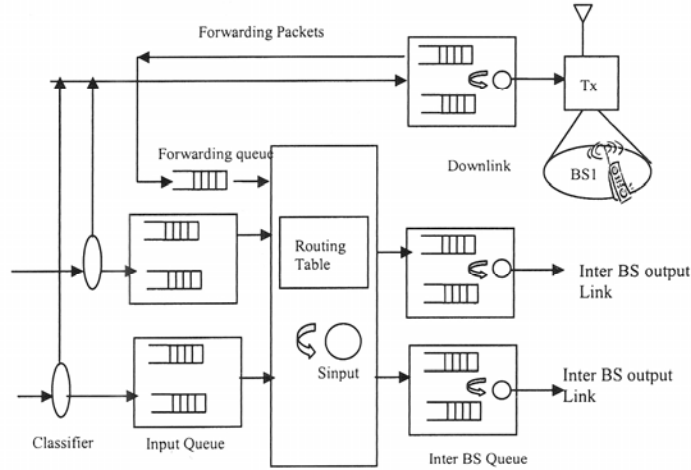 Forwarding Packets
Tx
Forwarding queue
Downlink
BS1
Routing
Table
Inter BS output
Link
Sinput
Inter BS output
Link
Classifier
Input Queue
Inter BS Queue